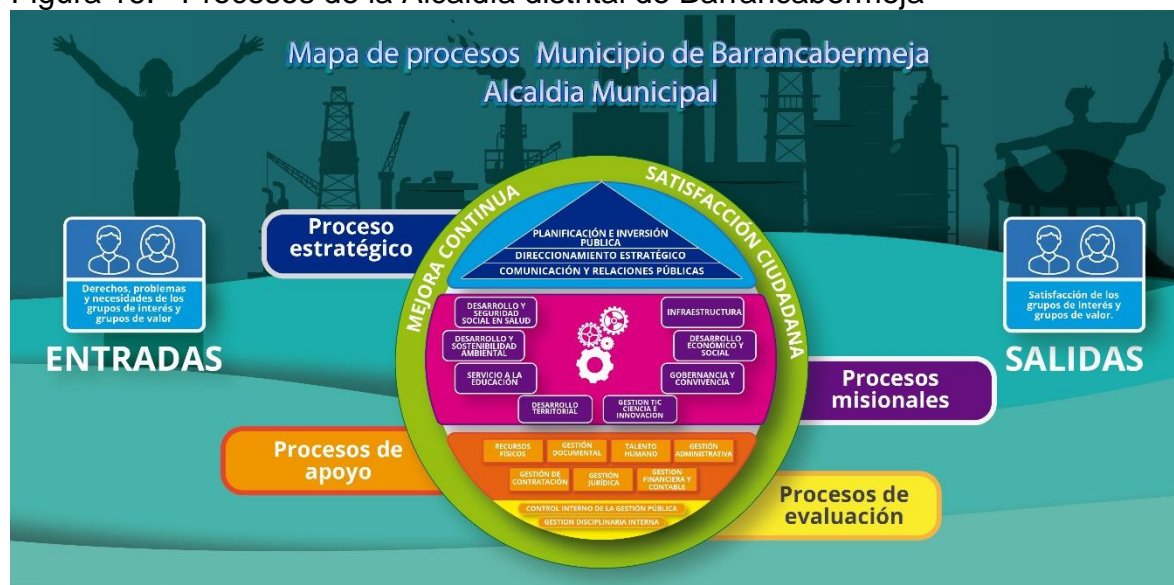 Mapa de procesos Municipio de Barrancabermeja
Alcaldia Municipal
MEJORA CONTINUA
SATISFACCIÓN CIUDADANA
Proceso
estratégico
PLANIFICACIÓN E INVERSIÓN
PÚBLICA
DIRECCIONAMIENTO ESTRATÉGICO
COMUNICACIÓN Y RELACIONES PÚBLICAS
Derechos, problemas
y necesidades de los
grupos de interés y
grupos de valor
ENTRADAS
Satisfacción de los
grupos de interés y
grupos de valor.
SALIDAS
DESARROLLO Y
SEGURIDAD
SOCIAL EN SALUD
INFRAESTRUCTURA
DESARROLLO Y
SOSTENIBILIDAD
AMBIENTAL
DESARROLLO
ECONÓMICO Y
SOCIAL
SERVICIO A LA
EDUCACIÓN
GOBERNANCIA Y
CONVIVENCIA
DESARROLLO
TERRITORIAL
GESTION TIC
CIENCIA E
INNOVACION
Procesos
misionales
Procesos de
apoyo
RECURSOS
FÍSICOS
GESTIÓN
DOCUMENTAL
TALENTO
HUMANO
GESTIÓN
ADMINISTRATIVA
GESTIÓN DE
CONTRATACIÓN
GESTIÓN
JURÍDICA
GESTION
FINANCIERA Y
CONTABLE
CONTROL INTERNO DE LA GESTIÓN PÚBLICA
GESTION DISCIPLINARIA INTERNA
Procesos de
evaluación